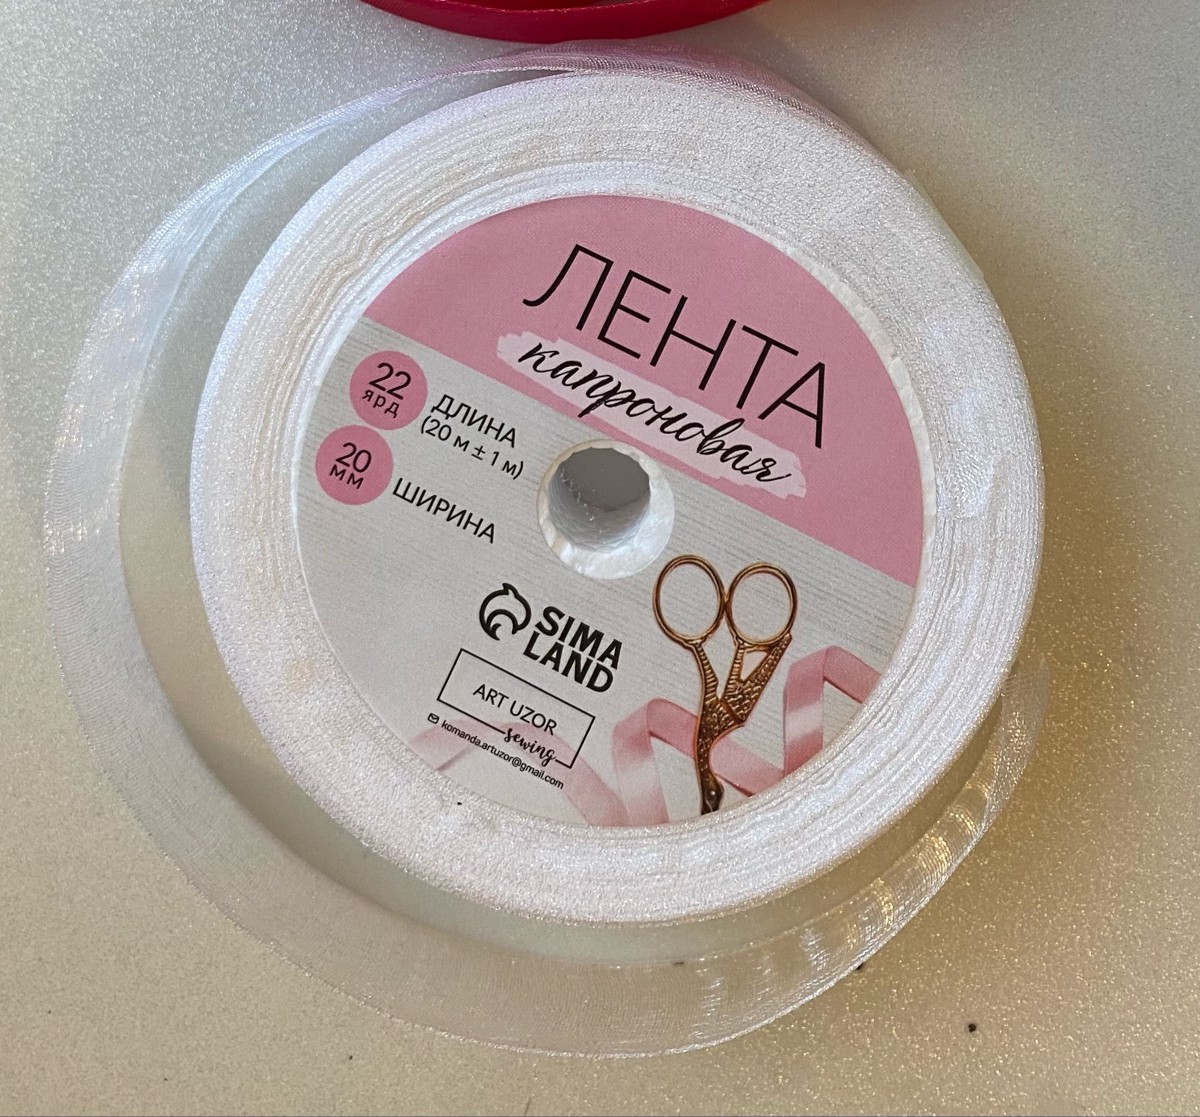 ЛЕНТА
капроновая
22
ярд
ДЛИНА
(20 м ± 1 м)
20
мм
ШИРИНА
SIMA
LAND
ART UZOR
sewing
komanda.artuzor@gmail.com